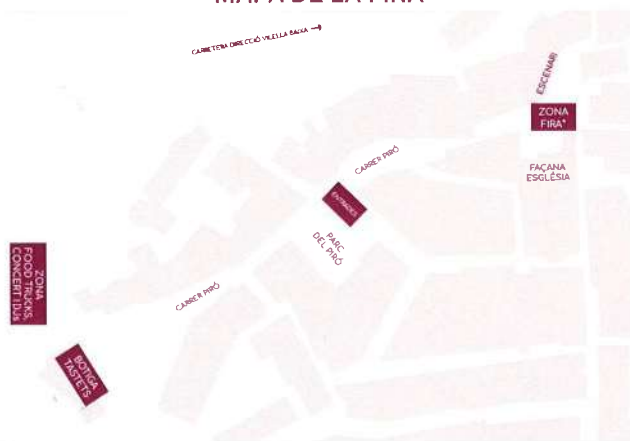 MAPA DE LA FIRA
CARRETERA DIRECCIÓ VILELLA BAIXA →
ESCENARI
ZONA
FIRA*
FAÇANA
ESGLÉSIA
CARRER PIRÓ
ENTRADES
PARC
DEL PIRÓ
CARRER PIRÓ
ZONA
FOOD TRUCKS,
CONCERT I DJs
BOTIGA
TASTETS